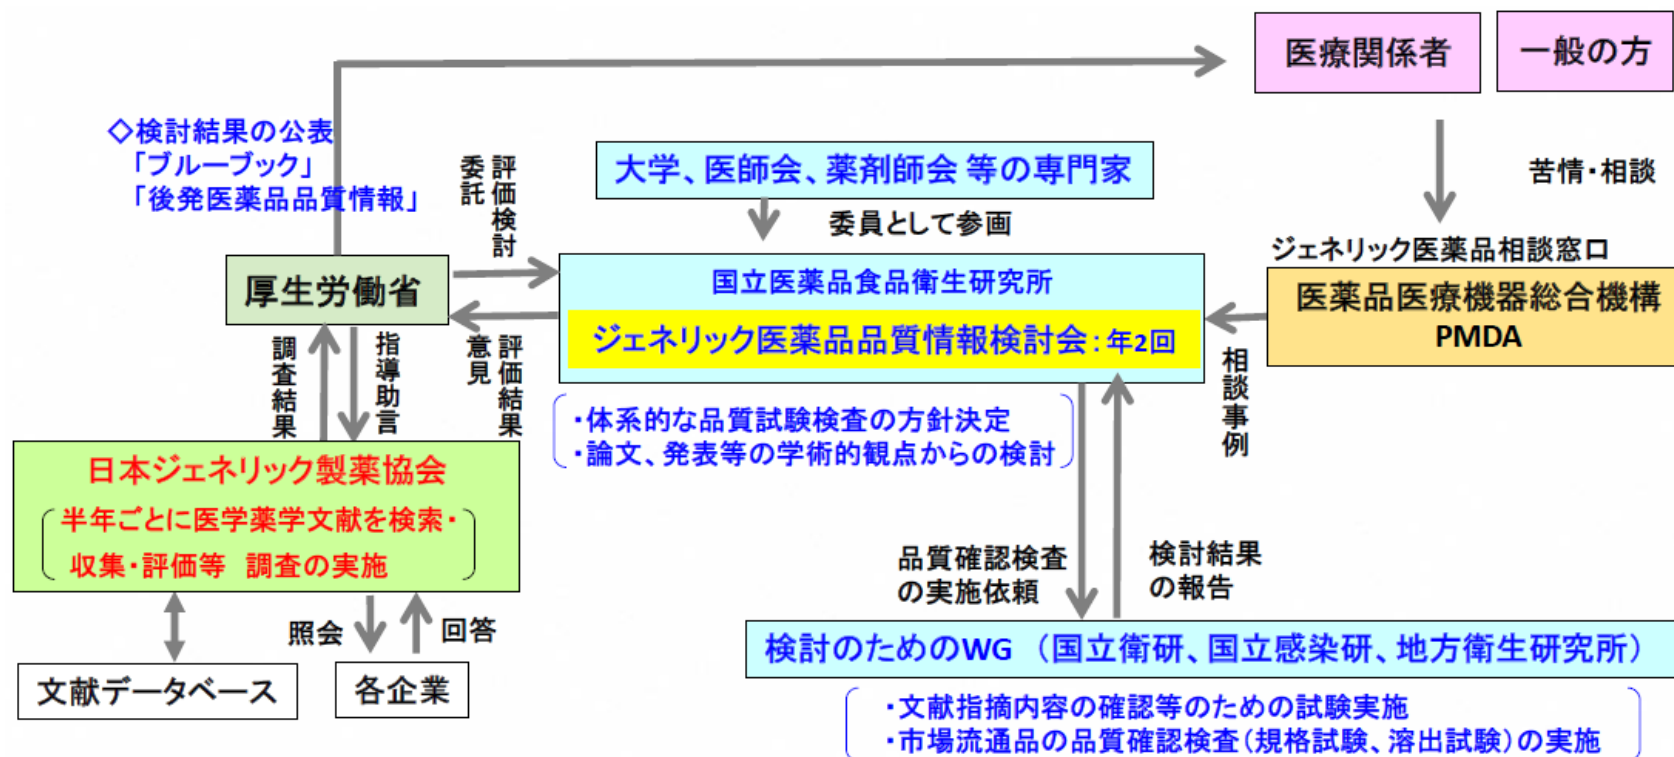 医療関係者
一般の方
◇検討結果の公表
「ブルーブック」
「後発医薬品品質情報」
評価検討
委託
大学、医師会、薬剤師会 等の専門家
委員として参画
苦情・相談
ジェネリック医薬品相談窓口
厚生労働省
国立医薬品食品衛生研究所
ジェネリック医薬品品質情報検討会：年2回
医薬品医療機器総合機構
PMDA
調査結果
指導助言
評価結果
意見
相談事例
・体系的な品質試験検査の方針決定
・論文、発表等の学術的観点からの検討
日本ジェネリック製薬協会
半年ごとに医学薬学文献を検索・
収集・評価等 調査の実施
品質確認検査
の実施依頼
検討結果
の報告
照会
回答
文献データベース
各企業
検討のためのWG （国立衛研、国立感染研、地方衛生研究所）
・文献指摘内容の確認等のための試験実施
・市場流通品の品質確認検査（規格試験、溶出試験）の実施